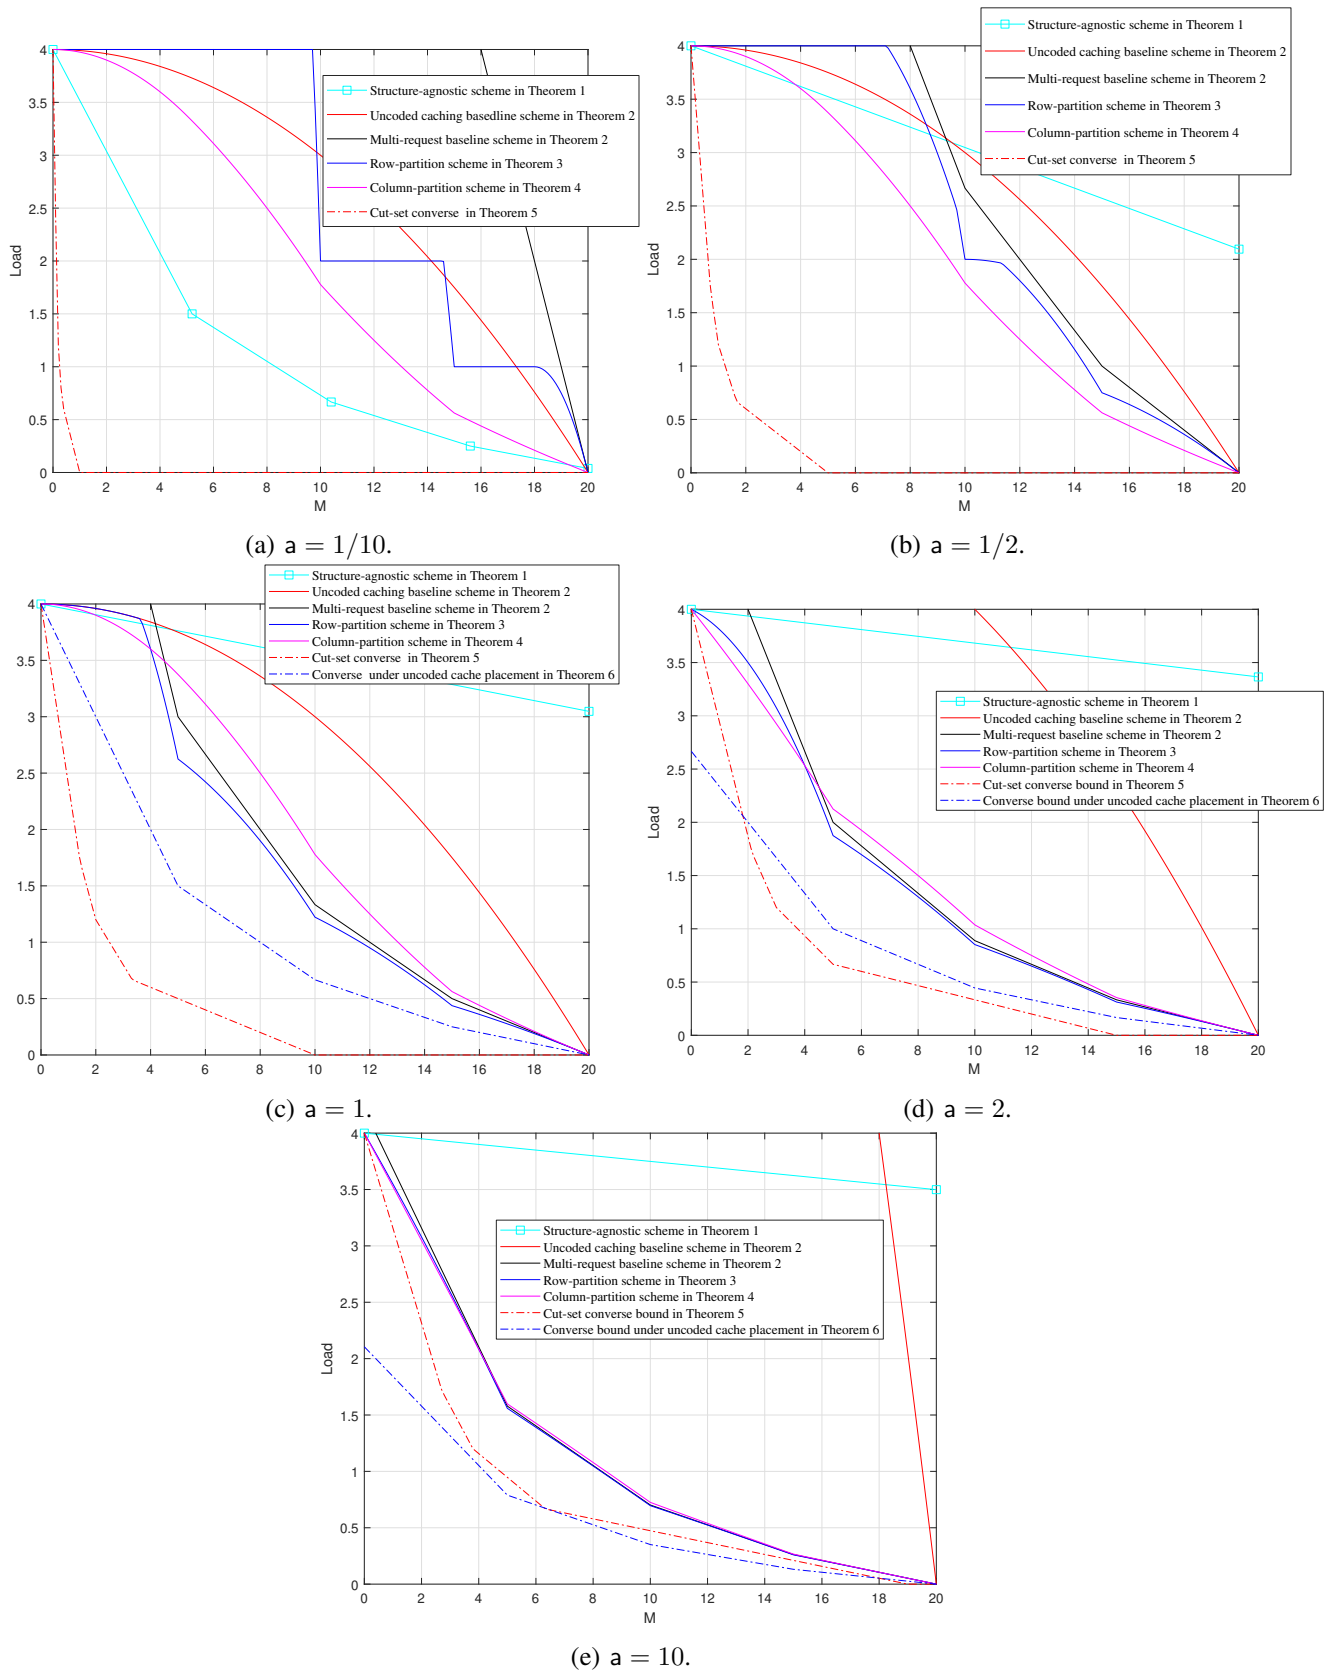 Structure-agnostic scheme in Theorem 1
Uncoded caching basedline scheme in Theorem 2
Multi-request baseline scheme in Theorem 2
Row-partition scheme in Theorem 3
Column-partition scheme in Theorem 4
Cut-set converse in Theorem 5
Load
4
3.5
3
2.5
2
1.5
1
0.5
0
0 2 4 6 8 10 12 14 16 18 20
M
(a) a = 1/10.
Structure-agnostic scheme in Theorem 1
Uncoded caching baseline scheme in Theorem 2
Multi-request baseline scheme in Theorem 2
Row-partition scheme in Theorem 3
Column-partition scheme in Theorem 4
Cut-set converse in Theorem 5
Load
4
3.5
3
2.5
2
1.5
1
0.5
0
0 2 4 6 8 10 12 14 16 18 20
M
(b) a = 1/2.
Structure-agnostic scheme in Theorem 1
Uncoded caching baseline scheme in Theorem 2
Multi-request baseline scheme in Theorem 2
Row-partition scheme in Theorem 3
Column-partition scheme in Theorem 4
Cut-set converse in Theorem 5
Converse under uncoded cache placement in Theorem 6
4
3.5
3
2.5
2
1.5
1
0.5
0
0 2 4 6 8 10 12 14 16 18 20
(c) a = 1.
Structure-agnostic scheme in Theorem 1
Uncoded caching baseline scheme in Theorem 2
Multi-request baseline scheme in Theorem 2
Row-partition scheme in Theorem 3
Column-partition scheme in Theorem 4
Cut-set converse bound in Theorem 5
Converse bound under uncoded cache placement in Theorem 6
Load
4
3.5
3
2.5
2
1.5
1
0.5
0
0 2 4 6 8 10 12 14 16 18 20
M
(d) a = 2.
Structure-agnostic scheme in Theorem 1
Uncoded caching baseline scheme in Theorem 2
Multi-request baseline scheme in Theorem 2
Row-partition scheme in Theorem 3
Column-partition scheme in Theorem 4
Cut-set converse bound in Theorem 5
Converse bound under uncoded cache placement in Theorem 6
Load
4
3.5
3
2.5
2
1.5
1
0.5
0
0 2 4 6 8 10 12 14 16 18 20
M
(e) a = 10.